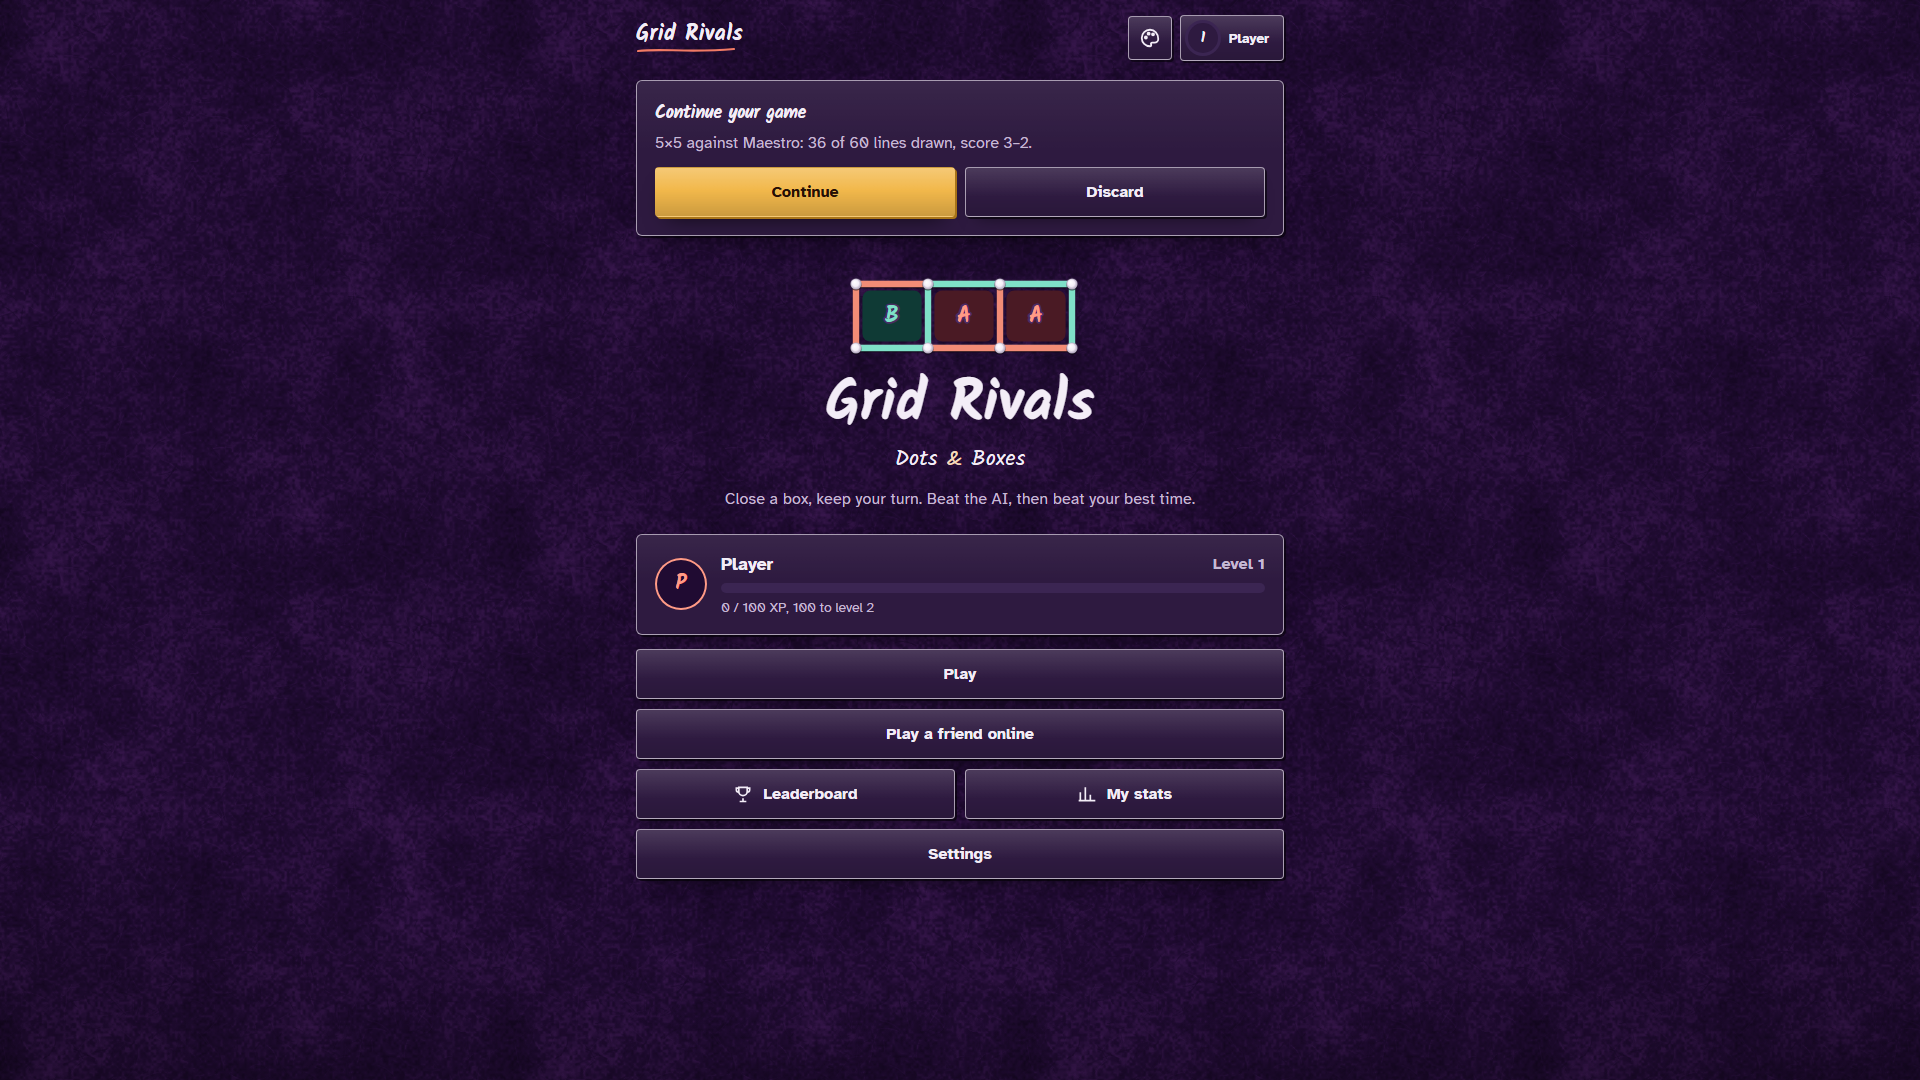 Grid Rivals
1 Player
Continue your game
5×5 against Maestro: 36 of 60 lines drawn, score 3–2.
Continue Discard
B A A
Grid Rivals
Dots & Boxes
Close a box, keep your turn. Beat the AI, then beat your best time.
P
Player Level 1
0 / 100 XP, 100 to level 2
Play
Play a friend online
Leaderboard My stats
Settings